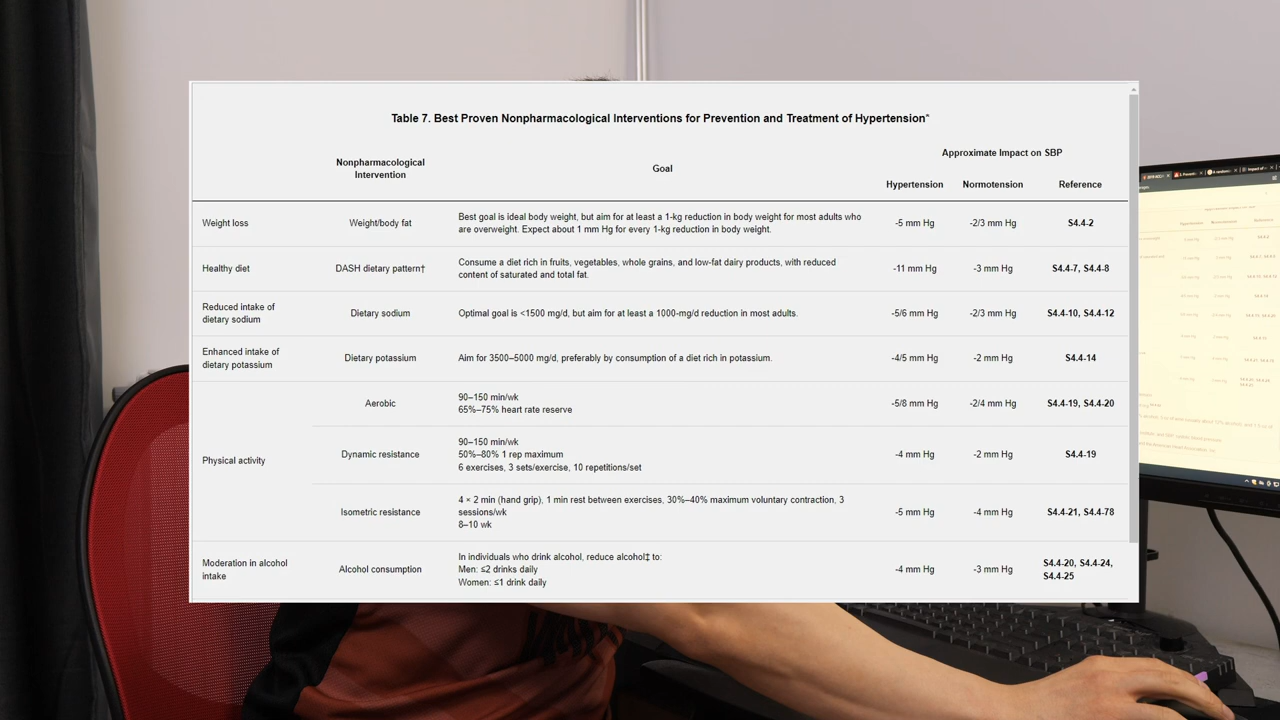 Table 7. Best Proven Nonpharmacological Interventions for Prevention and Treatment of Hypertension*
Nonpharmacological
Intervention
Goal
Approximate Impact on SBP
Hypertension
Normotension
Reference
Weight loss
Weight/body fat
Best goal is ideal body weight, but aim for at least a 1-kg reduction in body weight for most adults who
are overweight. Expect about 1 mm Hg for every 1-kg reduction in body weight.
-5 mm Hg
-2/3 mm Hg
S4.4-2
Healthy diet
DASH dietary pattern†
Consume a diet rich in fruits, vegetables, whole grains, and low-fat dairy products, with reduced
content of saturated and total fat.
-11 mm Hg
-3 mm Hg
S4.4-7, S4.4-8
Reduced intake of
dietary sodium
Dietary sodium
Optimal goal is <1500 mg/d, but aim for at least a 1000-mg/d reduction in most adults.
-5/6 mm Hg
-2/3 mm Hg
S4.4-10, S4.4-12
Enhanced intake of
dietary potassium
Dietary potassium
Aim for 3500–5000 mg/d, preferably by consumption of a diet rich in potassium.
-4/5 mm Hg
-2 mm Hg
S4.4-14
Physical activity
Aerobic
90–150 min/wk
65%–75% heart rate reserve
-5/8 mm Hg
-2/4 mm Hg
S4.4-19, S4.4-20
Dynamic resistance
90–150 min/wk
50%–80% 1 rep maximum
6 exercises, 3 sets/exercise, 10 repetitions/set
-4 mm Hg
-2 mm Hg
S4.4-19
Isometric resistance
4 × 2 min (hand grip), 1 min rest between exercises, 30%–40% maximum voluntary contraction, 3
sessions/wk
8–10 wk
-5 mm Hg
-4 mm Hg
S4.4-21, S4.4-78
Moderation in alcohol
intake
Alcohol consumption
In individuals who drink alcohol, reduce alcohol‡ to:
Men: ≤2 drinks daily
Women: ≤1 drink daily
-4 mm Hg
-3 mm Hg
S4.4-20, S4.4-24,
S4.4-25